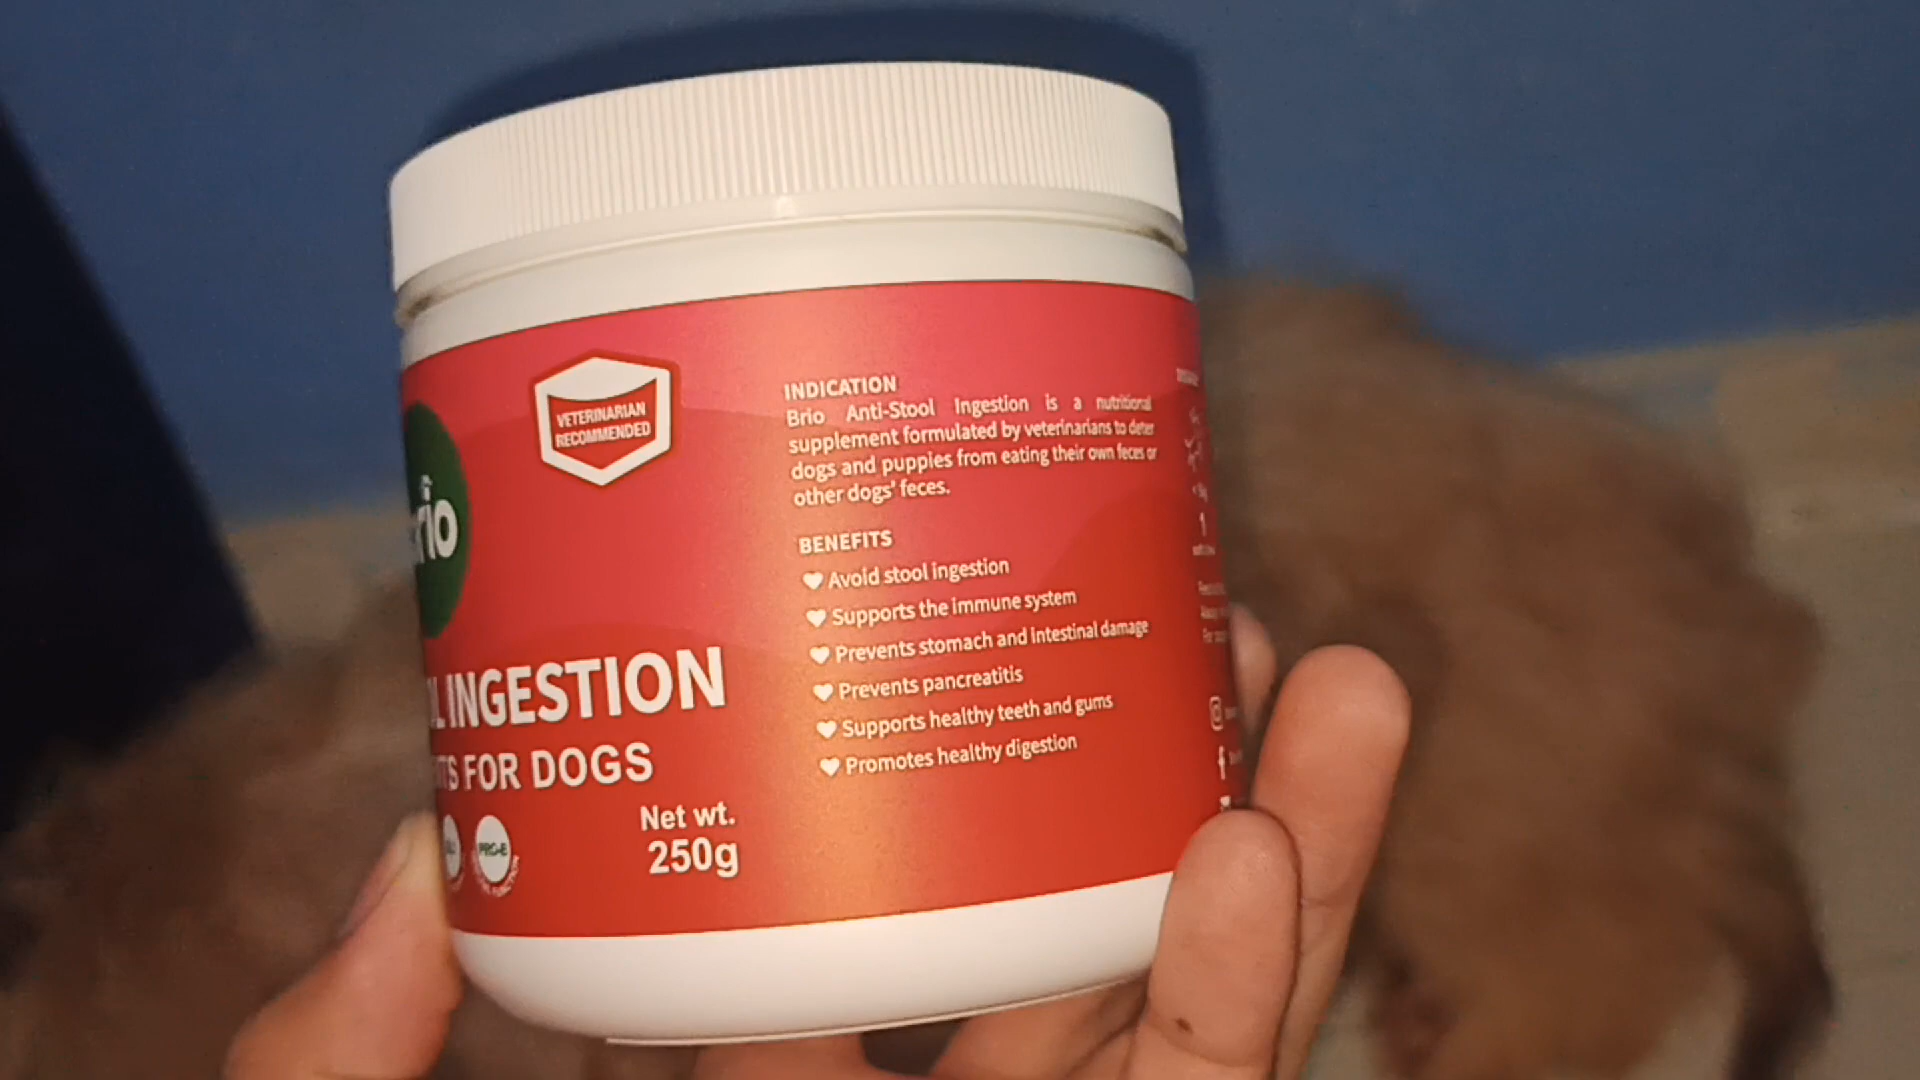 VETERINARIAN
RECOMMENDED
rio
INGESTION
FOR DOGS
Net wt.
250g
PRO-E
INDICATION
Brio Anti-Stool Ingestion is a nutritional
supplement formulated by veterinarians to deter
dogs and puppies from eating their own feces or
other dogs' feces.
BENEFITS
Avoid stool ingestion
Supports the immune system
Prevents stomach and intestinal damage
Prevents pancreatitis
Supports healthy teeth and gums
Promotes healthy digestion